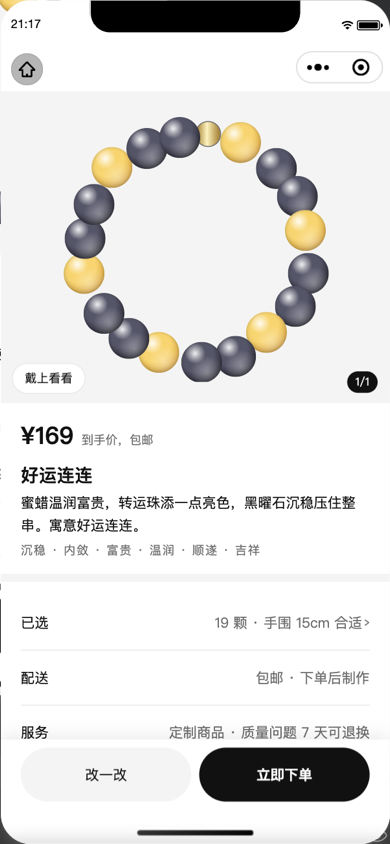 21:17
戴上看看
1/1
¥169 到手价，包邮
好运连连
蜜蜡温润富贵，转运珠添一点亮色，黑曜石沉稳压住整
串。寓意好运连连。
沉稳 · 内敛 · 富贵 · 温润 · 顺遂 · 吉祥
已选 19 颗 · 手围 15cm 合适>
配送 包邮 · 下单后制作
服务 定制商品 · 质量问题 7 天可退换
改一改 立即下单